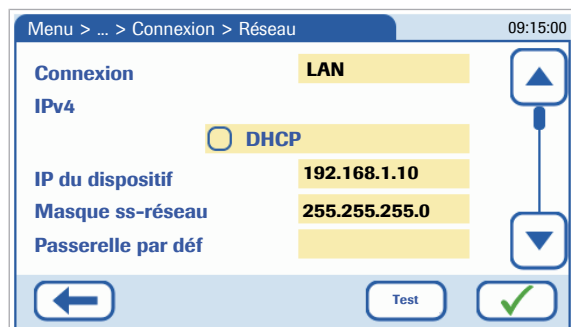 Menu > ... > Connexion > Réseau 09:15:00
Connexion LAN
IPv4
DHCP
IP du dispositif 192.168.1.10
Masque ss-réseau 255.255.255.0
Passerelle par déf
Test